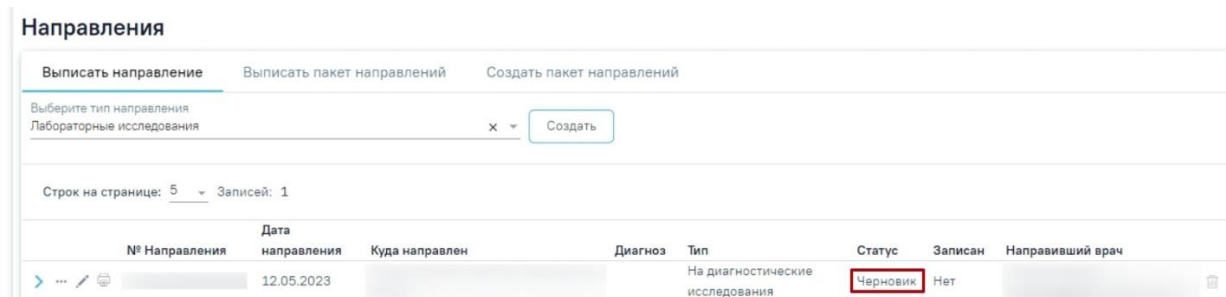 Направления
Выписать направление Выписать пакет направлений Создать пакет направлений
Выберите тип направления
Лабораторные исследования Создать
Строк на странице: 5 Записей: 1
№ Направления Дата направления Куда направлен Диагноз Тип Статус Записан Направивший врач
12.05.2023 На диагностические исследования Черновик Нет